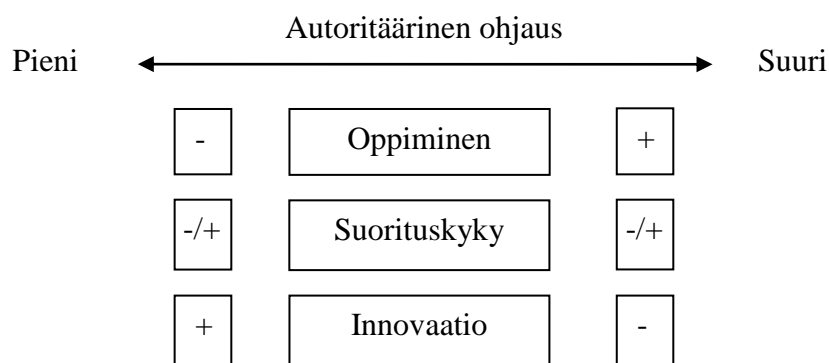 Autoritäärinen ohjaus
Pieni Suuri
- Oppiminen +
-/+ Suorituskyky -/+
+ Innovaatio -